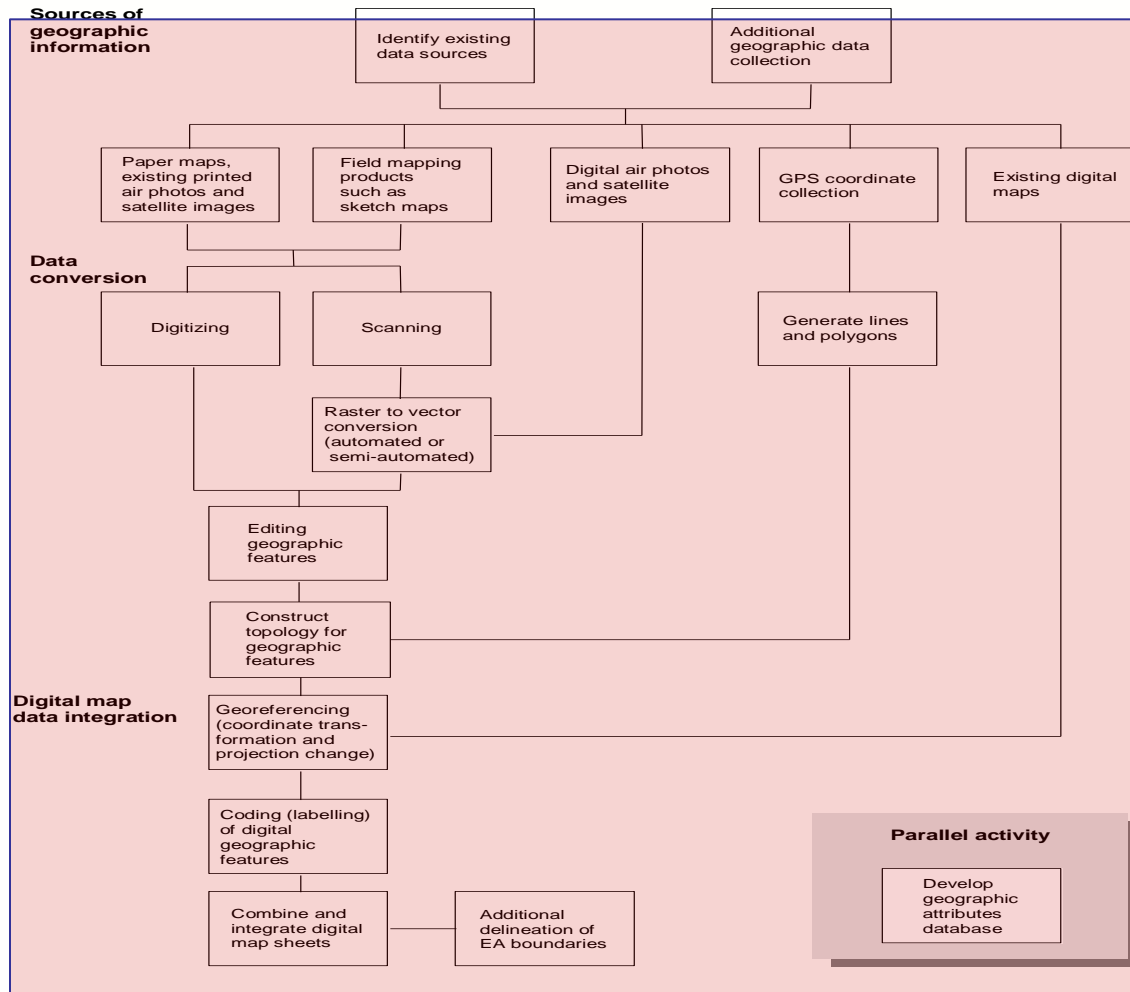 Sources of
geographic
information
Identify existing
data sources
Additional
geographic data
collection
Paper maps,
existing printed
air photos and
satellite images
Field mapping
products
such as
sketch maps
Digital air photos
and satellite
images
GPS coordinate
collection
Existing digital
maps
Data
conversion
Digitizing
Scanning
Generate lines
and polygons
Raster to vector
conversion
(automated or
semi-automated)
Editing
geographic
features
Construct
topology for
geographic
features
Digital map
data integration
Georeferencing
(coordinate trans-
formation and
projection change)
Coding (labelling)
of digital
geographic
features
Combine and
integrate digital
map sheets
Additional
delineation of
EA boundaries
Parallel activity
Develop
geographic
attributes
database